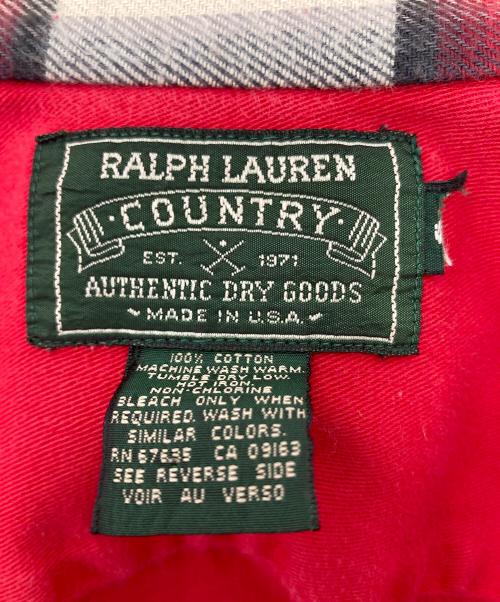 RALPH LAUREN
COUNTRY
EST. 1971
AUTHENTIC DRY GOODS
MADE IN U.S.A.
100% COTTON
MACHINE WASH WARM.
TUMBLE DRY LOW.
HOT IRON.
NON-CHLORINE
BLEACH ONLY WHEN
REQUIRED. WASH WITH
SIMILAR COLORS.
RN 67635 CA 09163
SEE REVERSE SIDE
VOIR AU VERSO